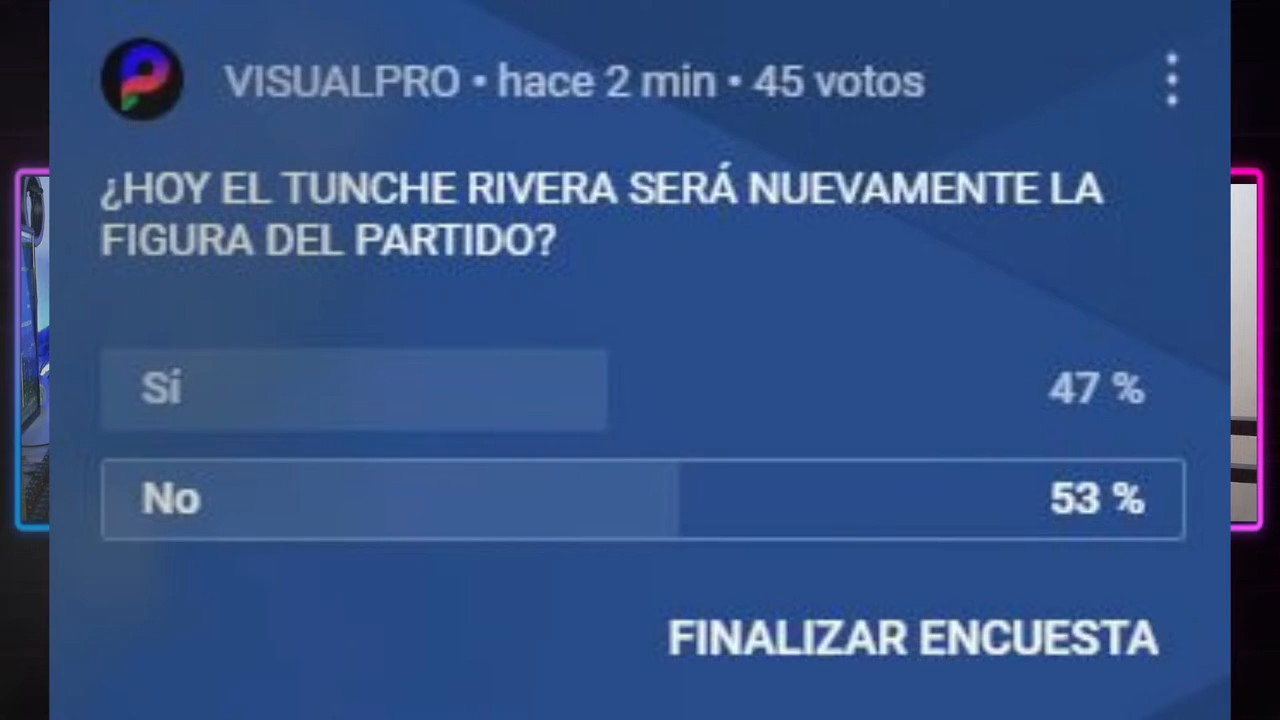 VISUALPRO • hace 2 min • 45 votos
¿HOY EL TUNCHE RIVERA SERÁ NUEVAMENTE LA
FIGURA DEL PARTIDO?
Sí 47 %
No 53 %
FINALIZAR ENCUESTA